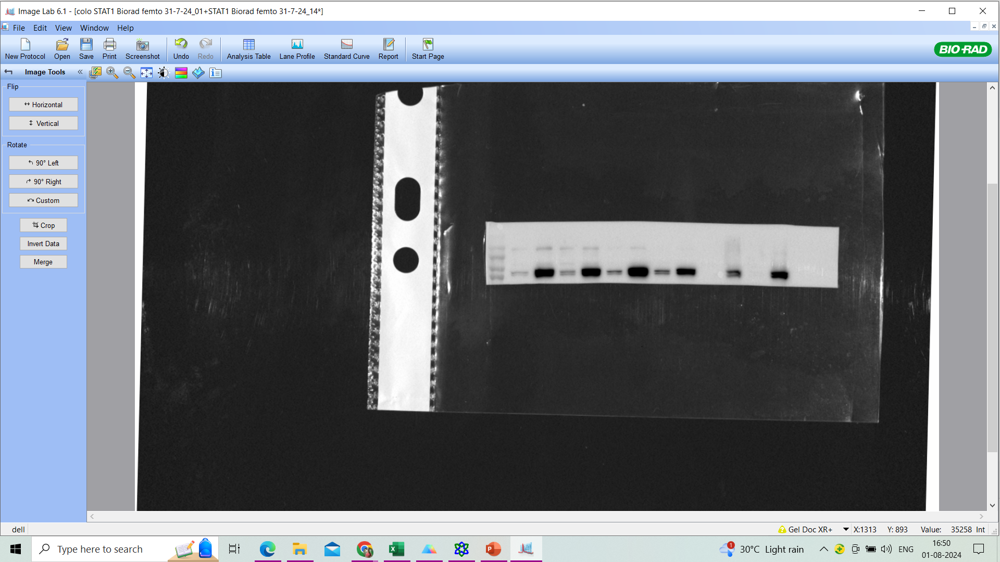 Image Lab 6.1 - [colo STAT1 Biorad femto 31-7-24_01+STAT1 Biorad femto 31-7-24_14*]
File Edit View Window Help
New Protocol Open Save Print Screenshot Undo Redo Analysis Table Lane Profile Standard Curve Report Start Page
BIO-RAD
Image Tools
Flip
Horizontal
Vertical
Rotate
90° Left
90° Right
Custom
Crop
Invert Data
Merge
dell
Gel Doc XR+ X:1313 Y: 893 Value: 35258 Int
Type here to search
1
30°C Light rain
ENG
16:50
01-08-2024